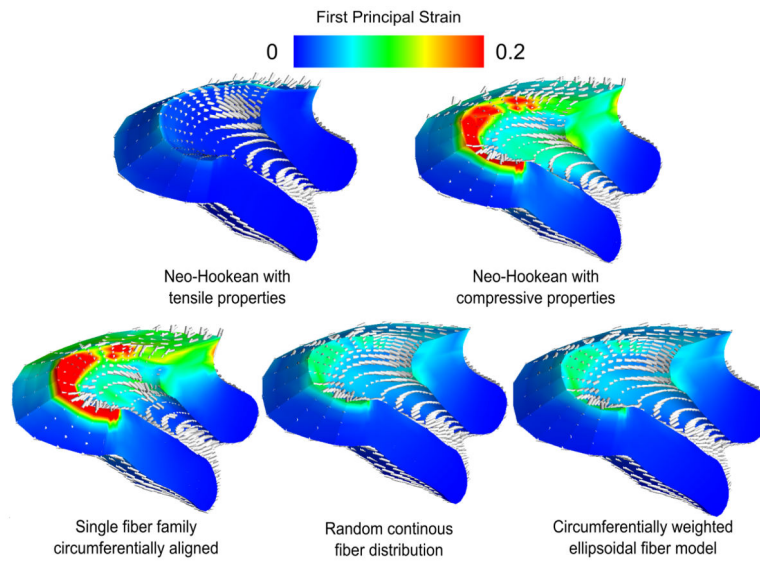 First Principal Strain
0 0.2
Neo-Hookean with
tensile properties
Neo-Hookean with
compressive properties
Single fiber family
circumferentially aligned
Random continous
fiber distribution
Circumferentially weighted
ellipsoidal fiber model